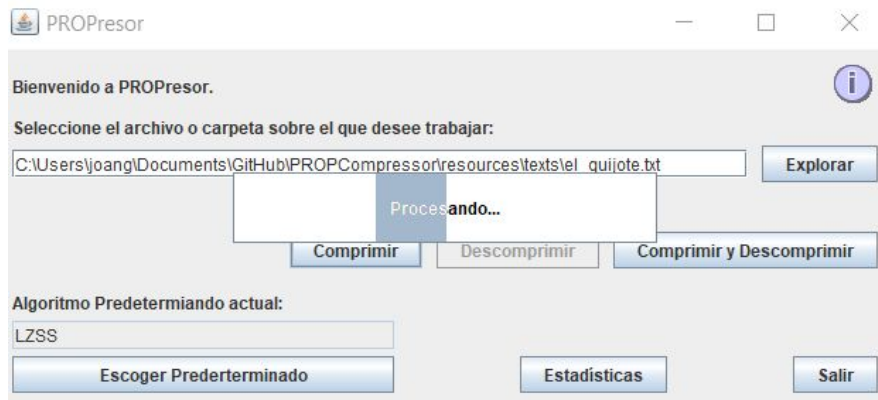 PROPresor
Bienvenido a PROPresor.
Seleccione el archivo o carpeta sobre el que desee trabajar:
C:\Users\joang\Documents\GitHub\PROPCompressor\resources\texts\el_quijote.txt
Explorar
Procesando...
Comprimir
Descomprimir
Comprimir y Descomprimir
Algoritmo Predetermiando actual:
LZSS
Escoger Prederterminado
Estadísticas
Salir